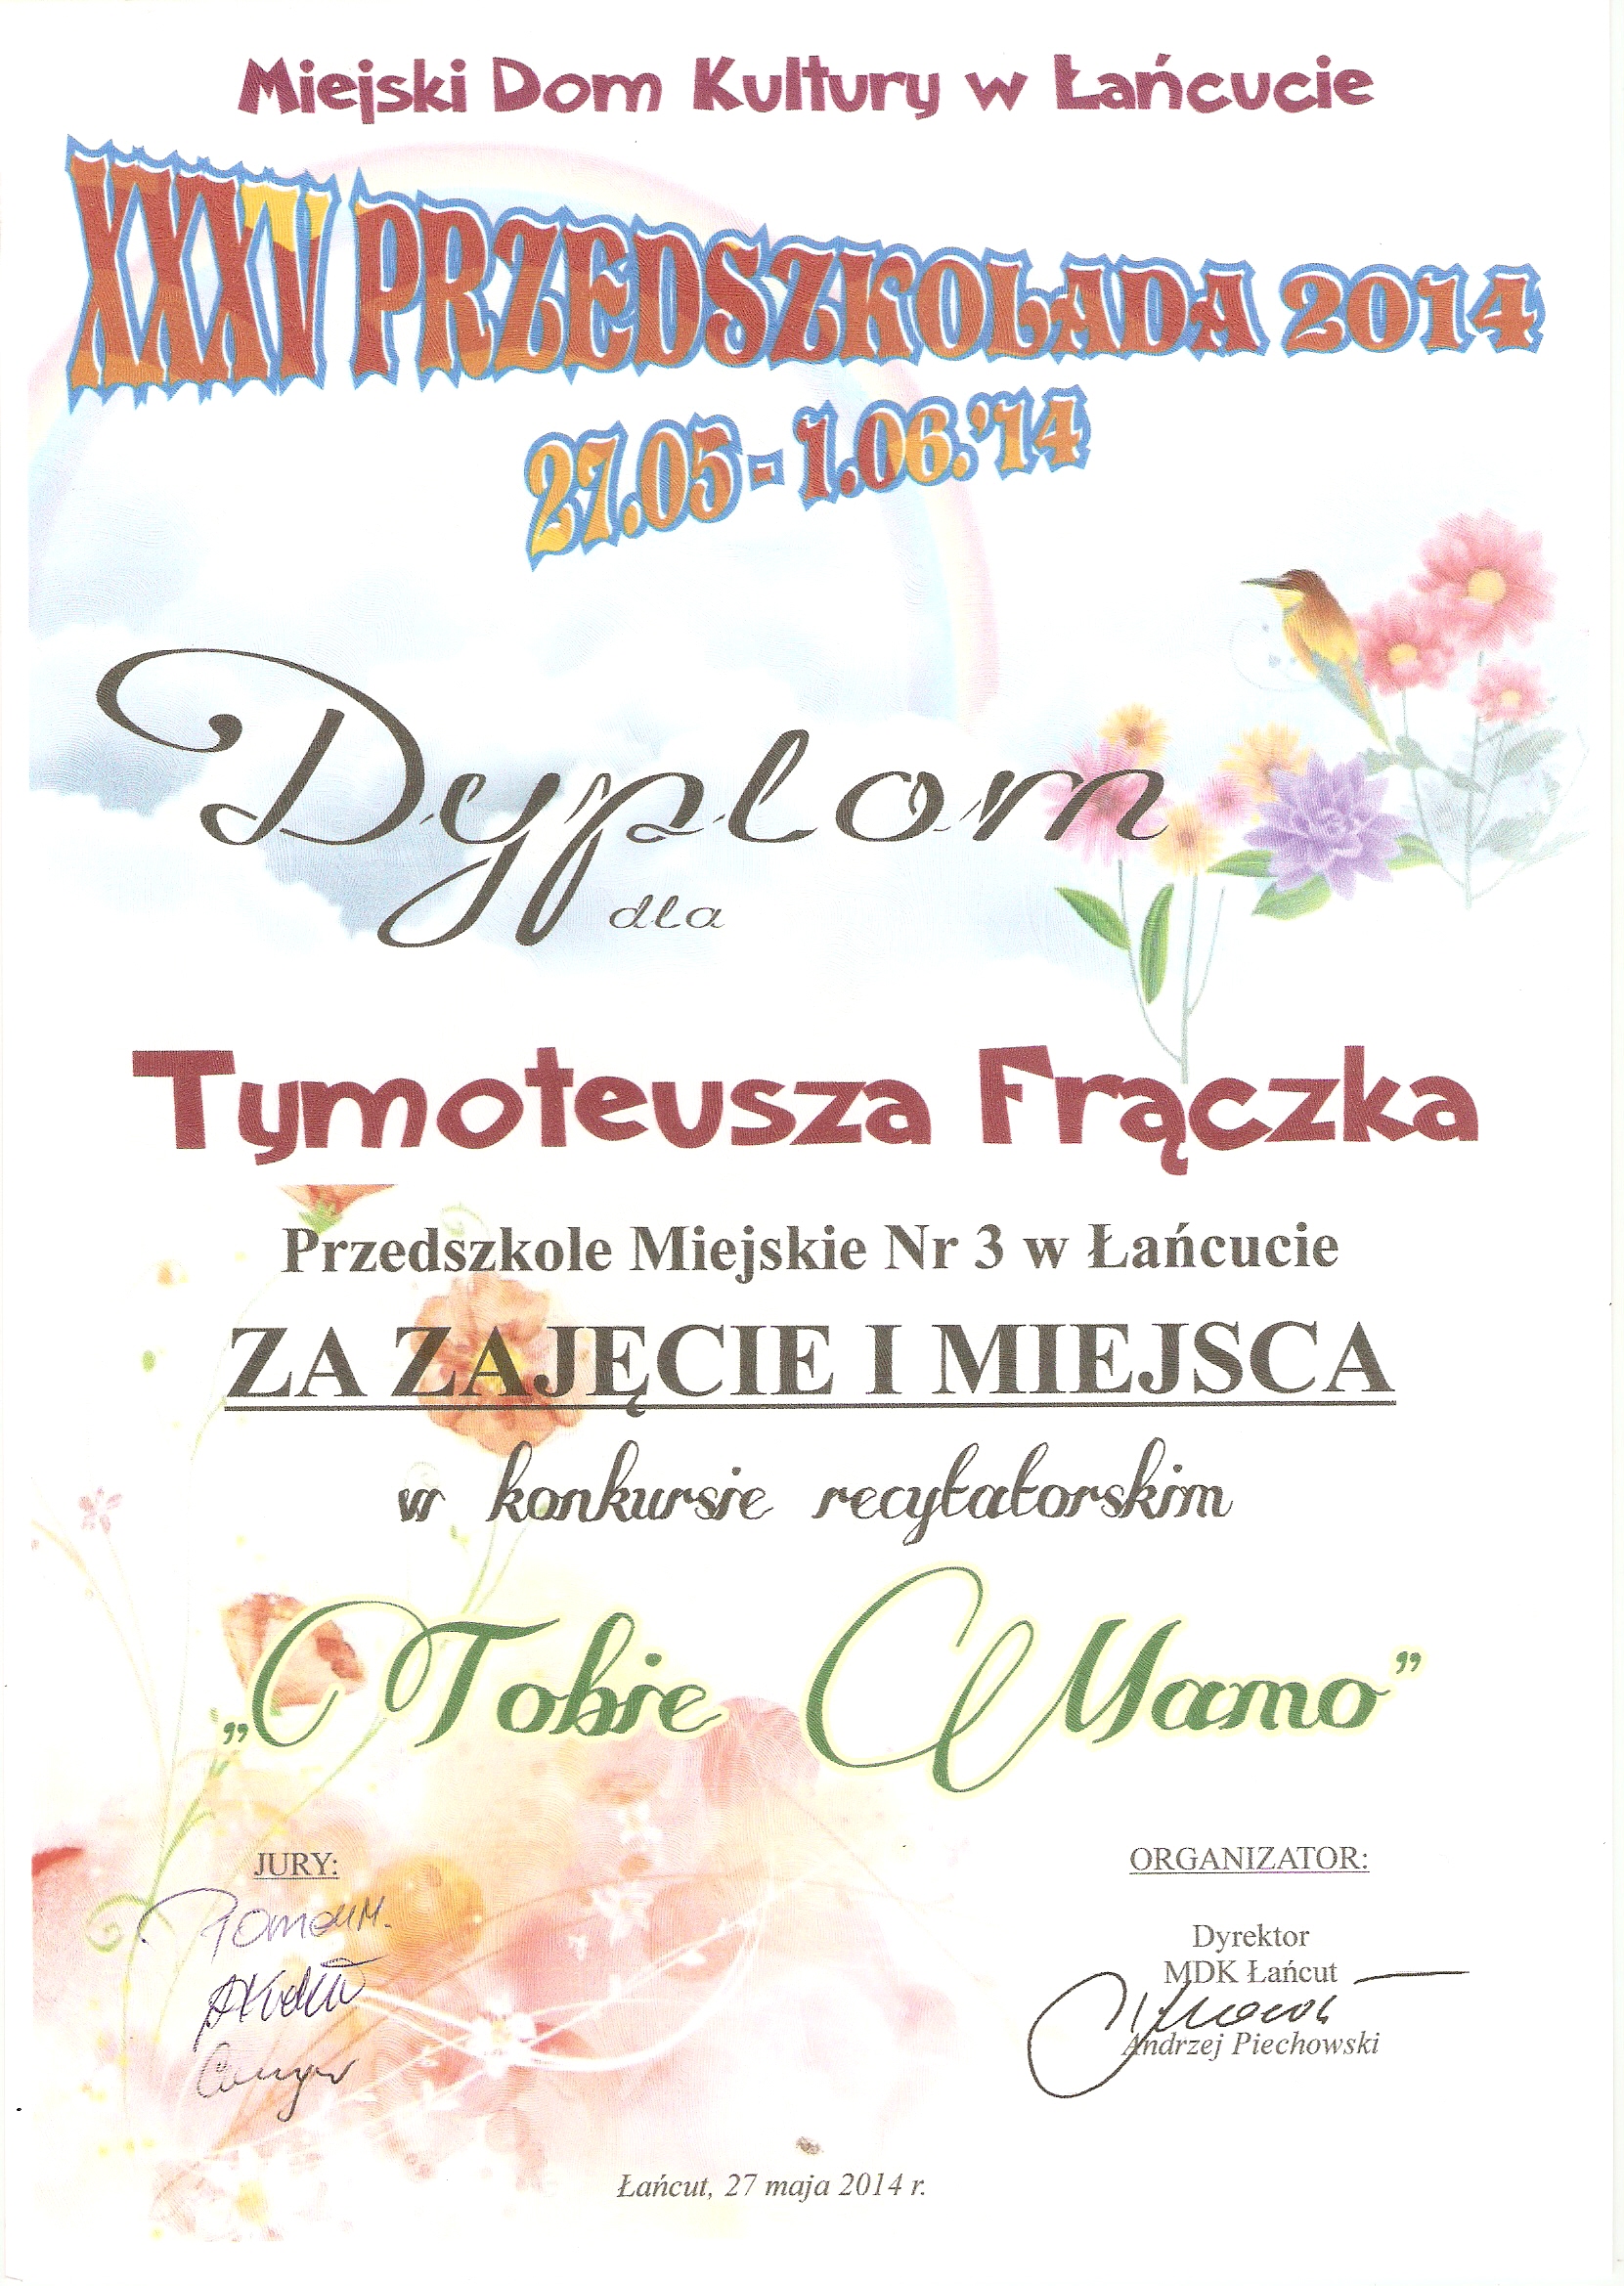 Miejski Dom Kultury w Łańcucie
XXXV PRZEDSZKOLADA 2014
27.05 - 1.06.'14
Dyplom
dla
Tymoteusza Frączka
Przedszkole Miejskie Nr 3 w Łańcucie
ZA ZAJĘCIE I MIEJSCA
w konkursie recytatorskim
„Tobie Mamo”
JURY:
ORGANIZATOR:
Dyrektor
MDK Łańcut
Andrzej Piechowski
Łańcut, 27 maja 2014 r.